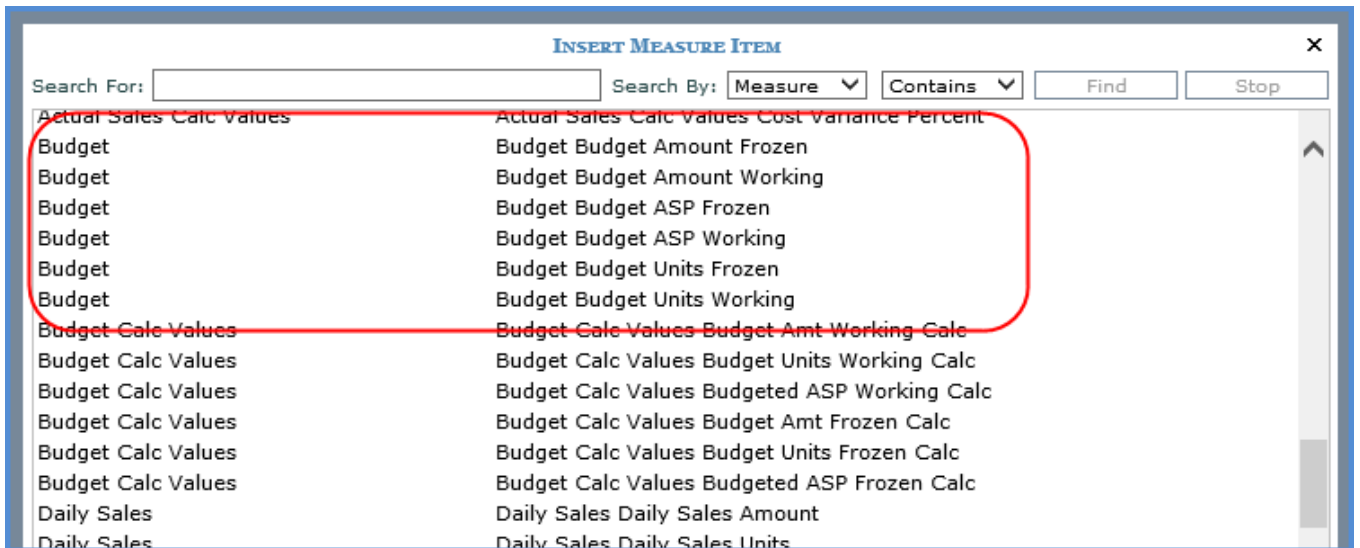 INSERT MEASURE ITEM ×
Search For: Search By: Measure Contains Find Stop
Actual Sales Calc Values Actual Sales Calc Values Cost Variance Percent
Budget Budget Budget Amount Frozen
Budget Budget Budget Amount Working
Budget Budget Budget ASP Frozen
Budget Budget Budget ASP Working
Budget Budget Budget Units Frozen
Budget Budget Budget Units Working
Budget Calc Values Budget Calc Values Budget Amt Working Calc
Budget Calc Values Budget Calc Values Budget Units Working Calc
Budget Calc Values Budget Calc Values Budgeted ASP Working Calc
Budget Calc Values Budget Calc Values Budget Amt Frozen Calc
Budget Calc Values Budget Calc Values Budget Units Frozen Calc
Budget Calc Values Budget Calc Values Budgeted ASP Frozen Calc
Daily Sales Daily Sales Daily Sales Amount
Daily Sales Daily Sales Daily Sales Units